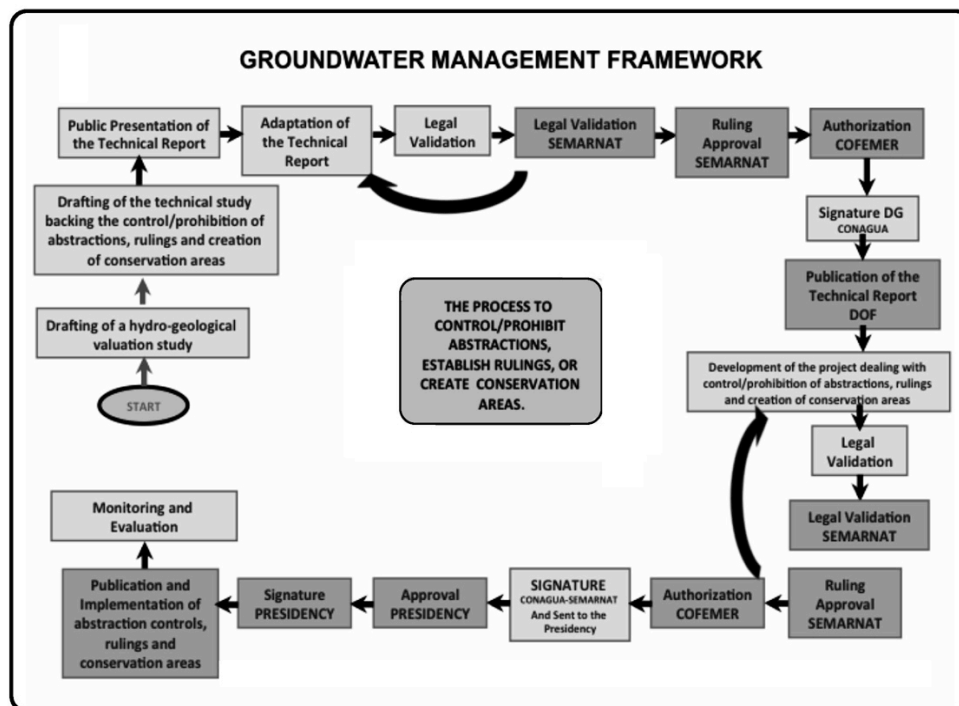 GROUNDWATER MANAGEMENT FRAMEWORK
Public Presentation of
the Technical Report
Adaptation of
the Technical
Report
Legal
Validation
Legal Validation
SEMARNAT
Ruling
Approval
SEMARNAT
Authorization
COFEMER
Drafting of the technical study
backing the control/prohibition of
abstractions, rulings and creation
of conservation areas
Signature DG
CONAGUA
Publication of the
Technical Report
DOF
Drafting of a hydro-geological
valuation study
START
THE PROCESS TO
CONTROL/PROHIBIT
ABSTRACTIONS,
ESTABLISH RULINGS, OR
CREATE CONSERVATION
AREAS.
Development of the project dealing with
control/prohibition of abstractions, rulings
and creation of conservation areas
Legal
Validation
Legal Validation
SEMARNAT
Ruling
Approval
SEMARNAT
Authorization
COFEMER
SIGNATURE
CONAGUA-SEMARNAT
And Sent to the
Presidency
Approval
PRESIDENCY
Signature
PRESIDENCY
Publication and
Implementation of
abstraction controls,
rulings and
conservation areas
Monitoring and
Evaluation